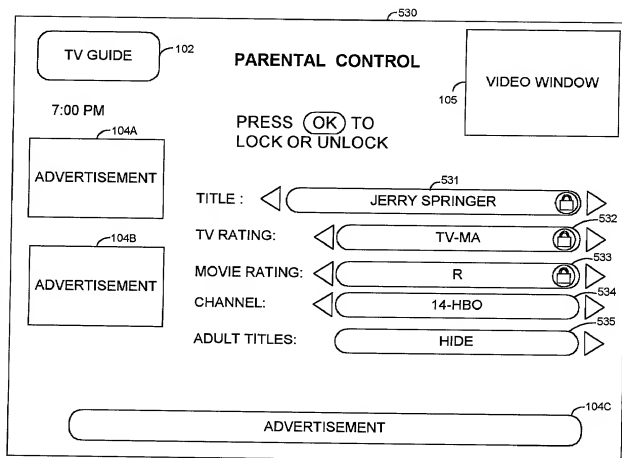 530
TV GUIDE
102
PARENTAL CONTROL
VIDEO WINDOW
105
7:00 PM
PRESS OK TO
LOCK OR UNLOCK
104A
ADVERTISEMENT
531
TITLE : JERRY SPRINGER
532
TV RATING: TV-MA
104B
ADVERTISEMENT
533
MOVIE RATING: R
534
CHANNEL: 14-HBO
535
ADULT TITLES: HIDE
104C
ADVERTISEMENT